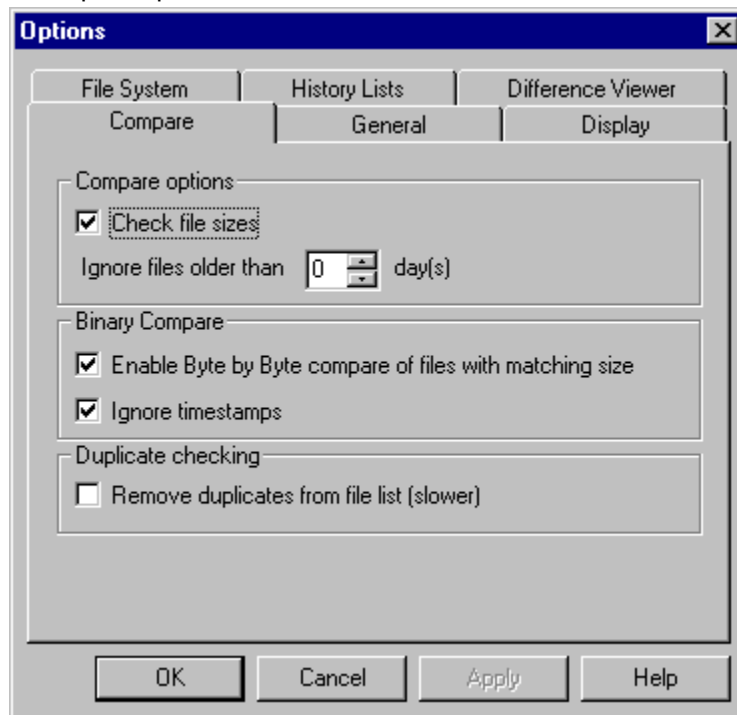 Options
File System History Lists Difference Viewer
Compare General Display
Compare options
Check file sizes
Ignore files older than 0 day(s)
Binary Compare
Enable Byte by Byte compare of files with matching size
Ignore timestamps
Duplicate checking
Remove duplicates from file list (slower)
OK Cancel Apply Help